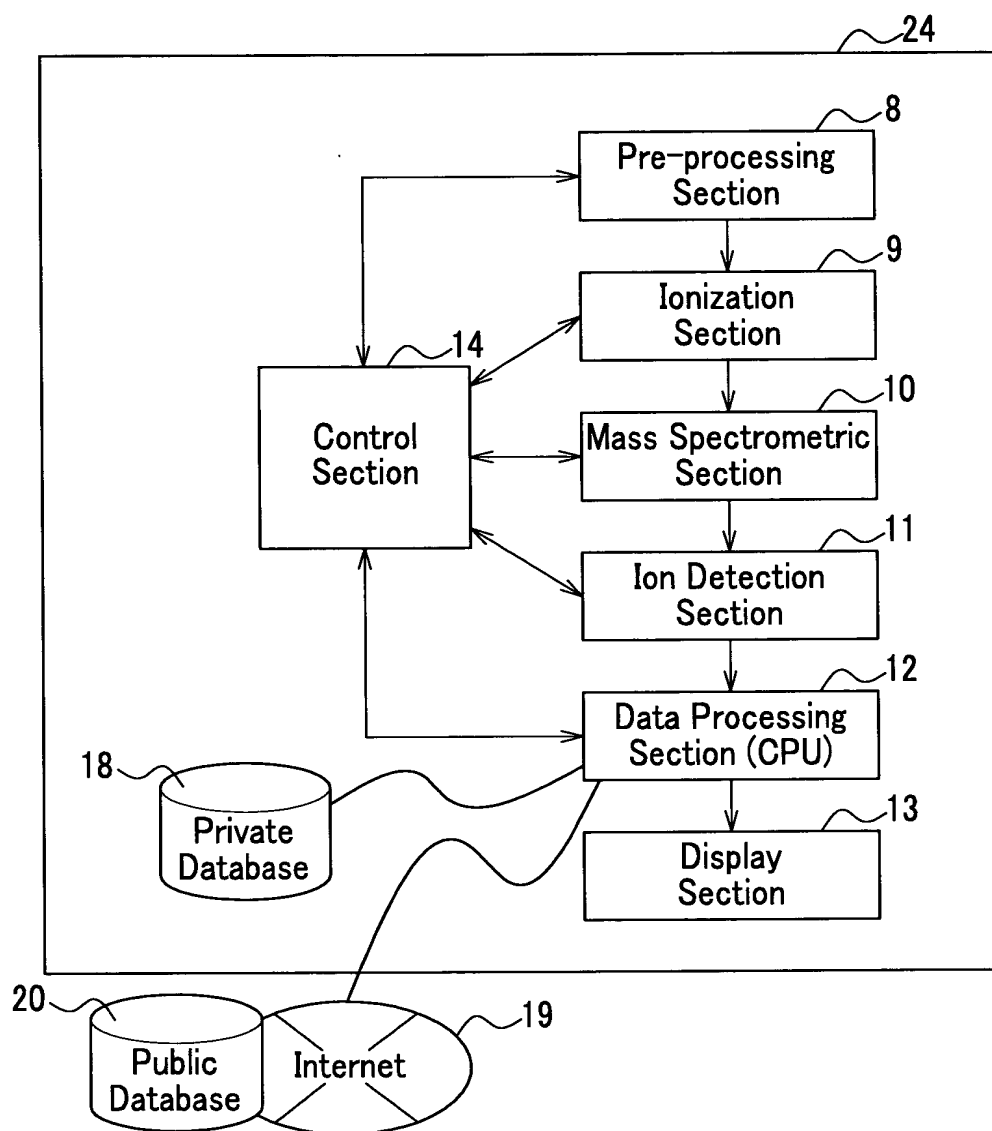 24
8
Pre-processing
Section
9
Ionization
Section
14
Control
Section
10
Mass Spectrometric
Section
11
Ion Detection
Section
12
Data Processing
Section (CPU)
18
Private
Database
13
Display
Section
20
Public
Database
19
Internet